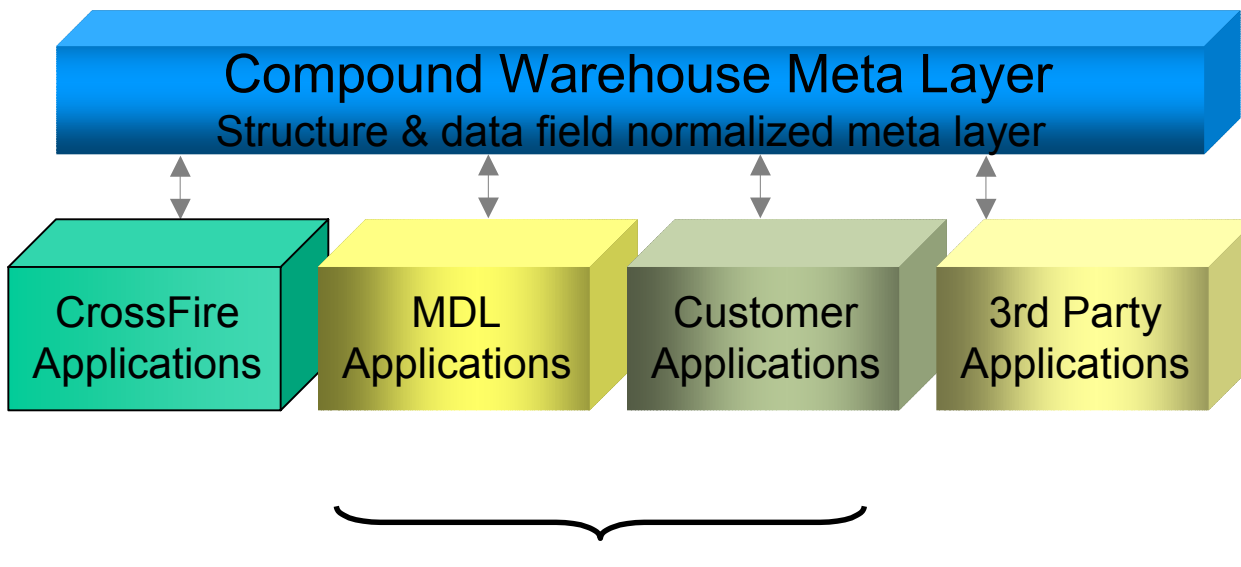 Compound Warehouse Meta Layer
Structure & data field normalized meta layer
CrossFire
Applications
MDL
Applications
Customer
Applications
3rd Party
Applications